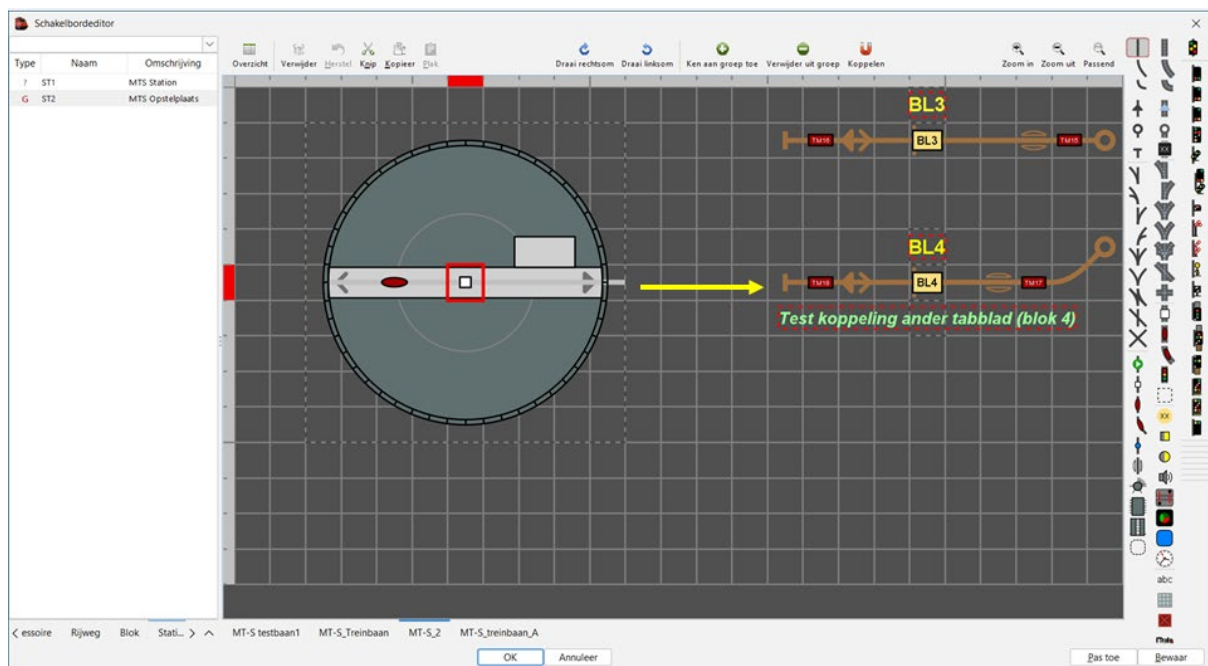 Schakelbordeditor
Type Naam Omschrijving
? ST1 MTS Station
G ST2 MTS Opstelplaats
Overzicht Verwijder Herstel Knip Kopieer Plak Draai rechtsom Draai linksom Ken aan groep toe Verwijder uit groep Koppelen Zoom in Zoom uit Passend
BL3
BL3
BL4
BL4 TM17
Test koppeling ander tabblad (blok 4)
XX
XX
abc
essoire Rijweg Blok Stati... MT-S testbaan1 MT-S_Treinbaan MT-S_2 MT-S_treinbaan_A
OK Annuleer Pas toe Bewaar